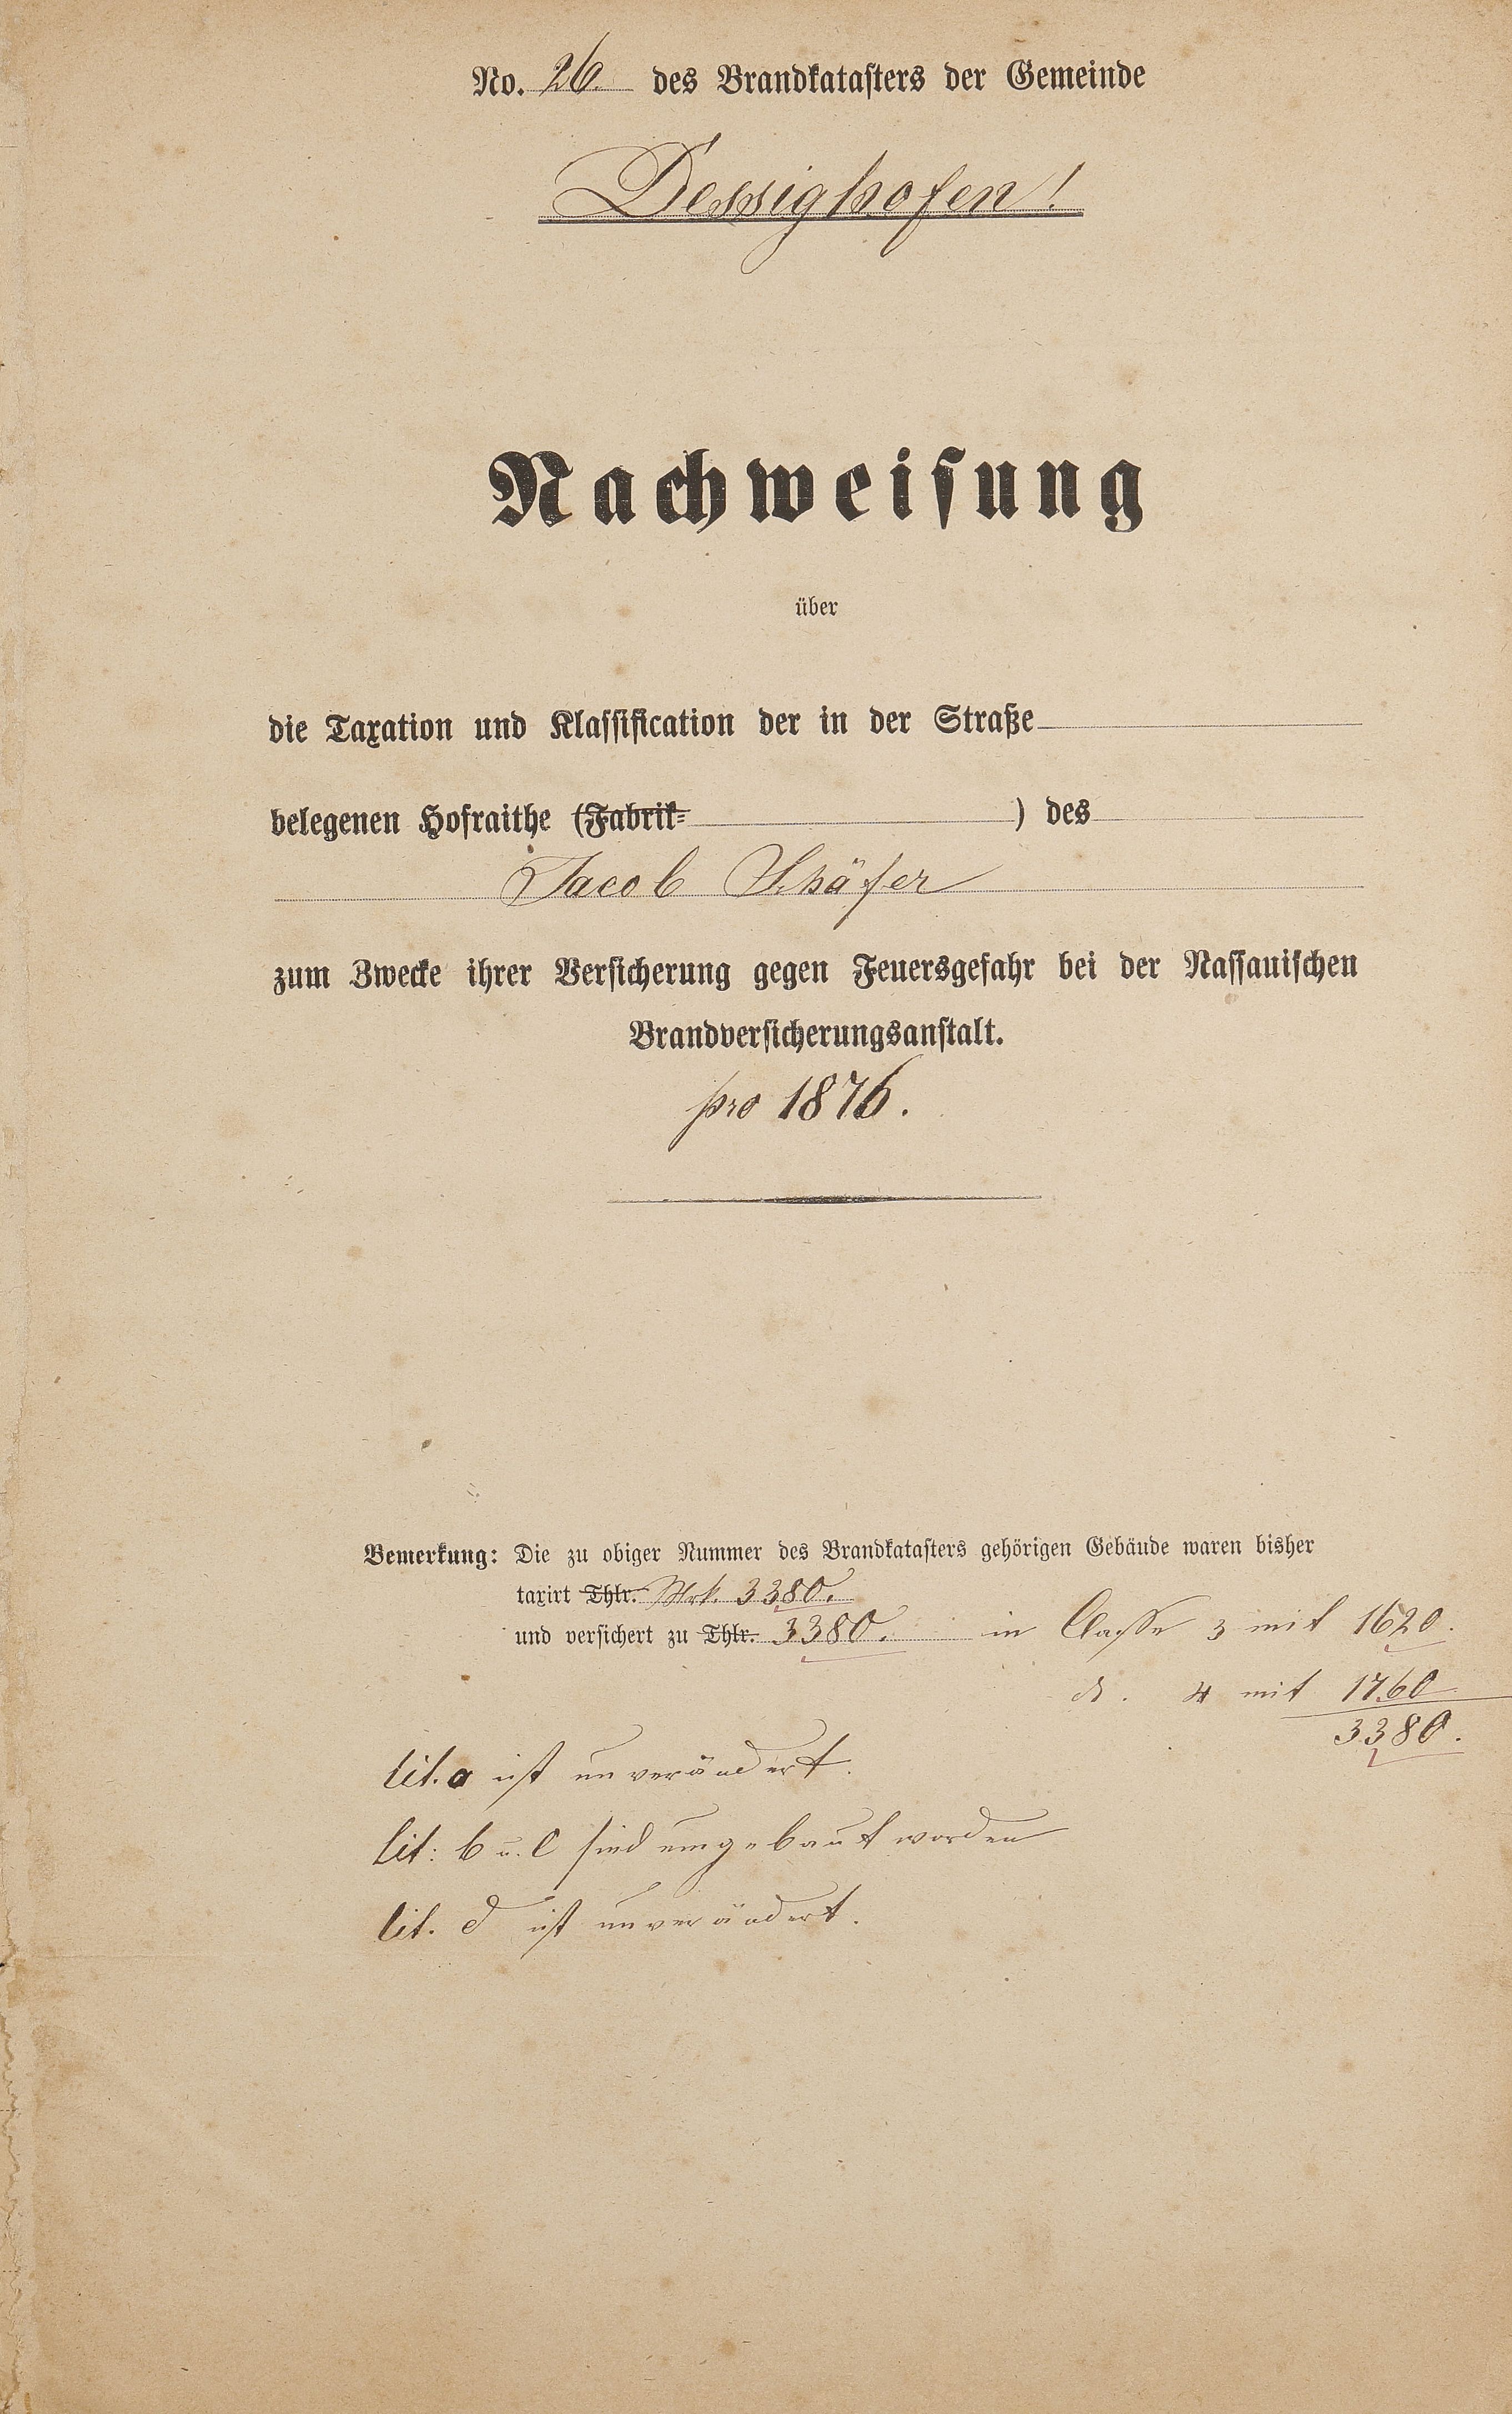 No. 26. des Brandkatasters der Gemeinde
Dessighofen!
Nachweisung
über
die Taxation und Klassification der in der Straße
belegenen Hofraithe (Fabrik= ) des
Jacob Schäfer
zum Zwecke ihrer Versicherung gegen Feuersgefahr bei der Nassauischen
Brandversicherungsanstalt.
pro 1876.
Bemerkung: Die zu obiger Nummer des Brandkatasters gehörigen Gebäude waren bisher
taxirt Thlr. Mrk. 3380.
und versichert zu Thlr. 3380. in Classe 3 mit 1620.
d. 4 mit 1760
3380.
lit. a ist unverändert.
lit: b u. c sind umgebaut worden
lit. d ist unverändert.